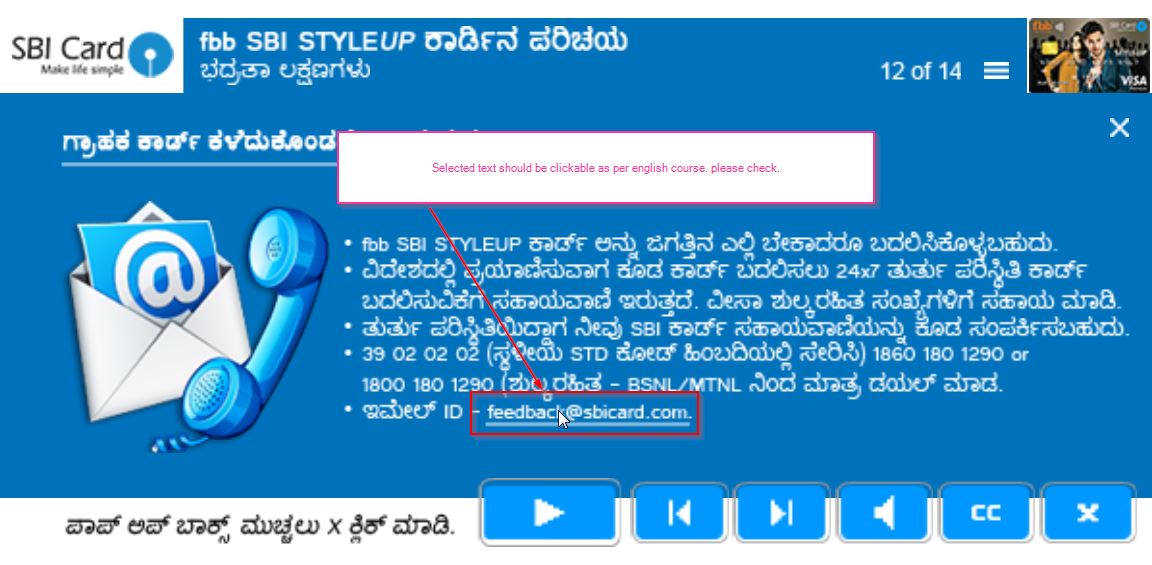 SBI Card
Make life simple
fbb SBI STYLEUP ಕಾರ್ಡಿನ ಪರಿಚಯ
ಭದ್ರತಾ ಲಕ್ಷಣಗಳು
12 of 14
fbb
SBI Card
VISA
ಗ್ರಾಹಕ ಕಾರ್ಡ್ ಕಳೆದುಕೊಂಡ
Selected text should be clickable as per english course. please check.
• fbb SBI STYLEUP ಕಾರ್ಡ್ ಅನ್ನು ಜಗತ್ತಿನ ಎಲ್ಲಿ ಬೇಕಾದರೂ ಬದಲಿಸಿಕೊಳ್ಳಬಹುದು.
• ವಿದೇಶದಲ್ಲಿ ಪ್ರಯಾಣಿಸುವಾಗ ಕೂಡ ಕಾರ್ಡ್ ಬದಲಿಸಲು 24x7 ತುರ್ತು ಪರಿಸ್ಥಿತಿ ಕಾರ್ಡ್
ಬದಲಿಸುವಿಕೆಗೆ ಸಹಾಯವಾಣಿ ಇರುತ್ತದೆ. ವೀಸಾ ಶುಲ್ಕರಹಿತ ಸಂಖ್ಯೆಗಳಿಗೆ ಸಹಾಯ ಮಾಡಿ.
• ತುರ್ತು ಪರಿಸ್ಥಿತಿಯಿದ್ದಾಗ ನೀವು SBI ಕಾರ್ಡ್ ಸಹಾಯವಾಣಿಯನ್ನು ಕೂಡ ಸಂಪರ್ಕಿಸಬಹುದು.
• 39 02 02 02 (ಸ್ಥಳೀಯ STD ಕೋಡ್ ಹಿಂಬದಿಯಲ್ಲಿ ಸೇರಿಸಿ) 1860 180 1290 or
1800 180 1290 (ಶುಲ್ಕರಹಿತ - BSNL/MTNL ನಿಂದ ಮಾತ್ರ ಡಯಲ್ ಮಾಡಿ.
• ಇಮೇಲ್ ID - feedback@sbicard.com.
ಪಾಪ್ ಅಪ್ ಬಾಕ್ಸ್ ಮುಚ್ಚಲು X ಕ್ಲಿಕ್ ಮಾಡಿ.
CC